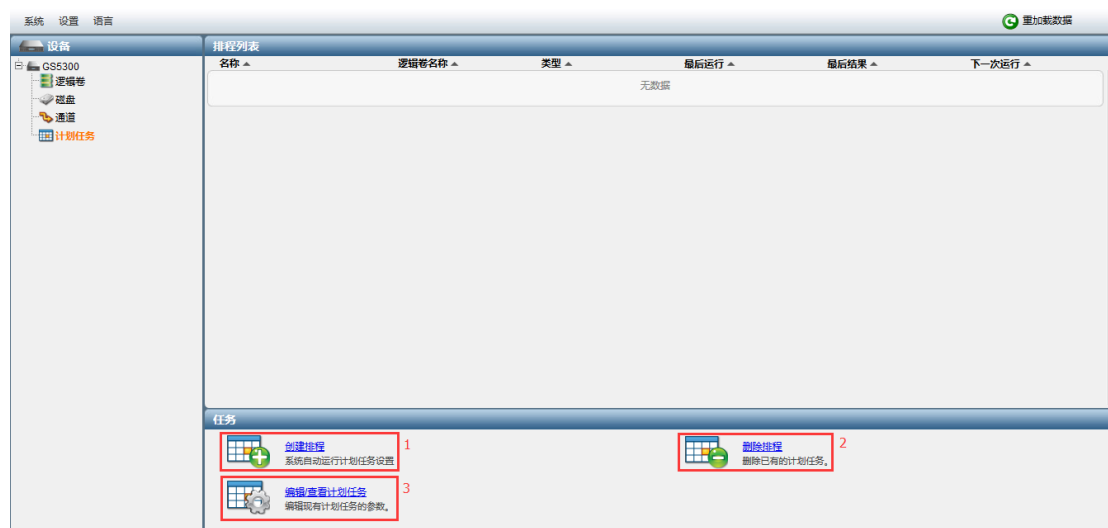 系统 设置 语言 重加载数据
设备 排程列表
GS5300 名称 逻辑卷名称 类型 最后运行 最后结果 下一次运行
逻辑卷 无数据
磁盘
通道
计划任务
任务
创建排程 1 删除排程 2
系统自动运行计划任务设置 删除已有的计划任务。
编辑/查看计划任务 3
编辑现有计划任务的参数。